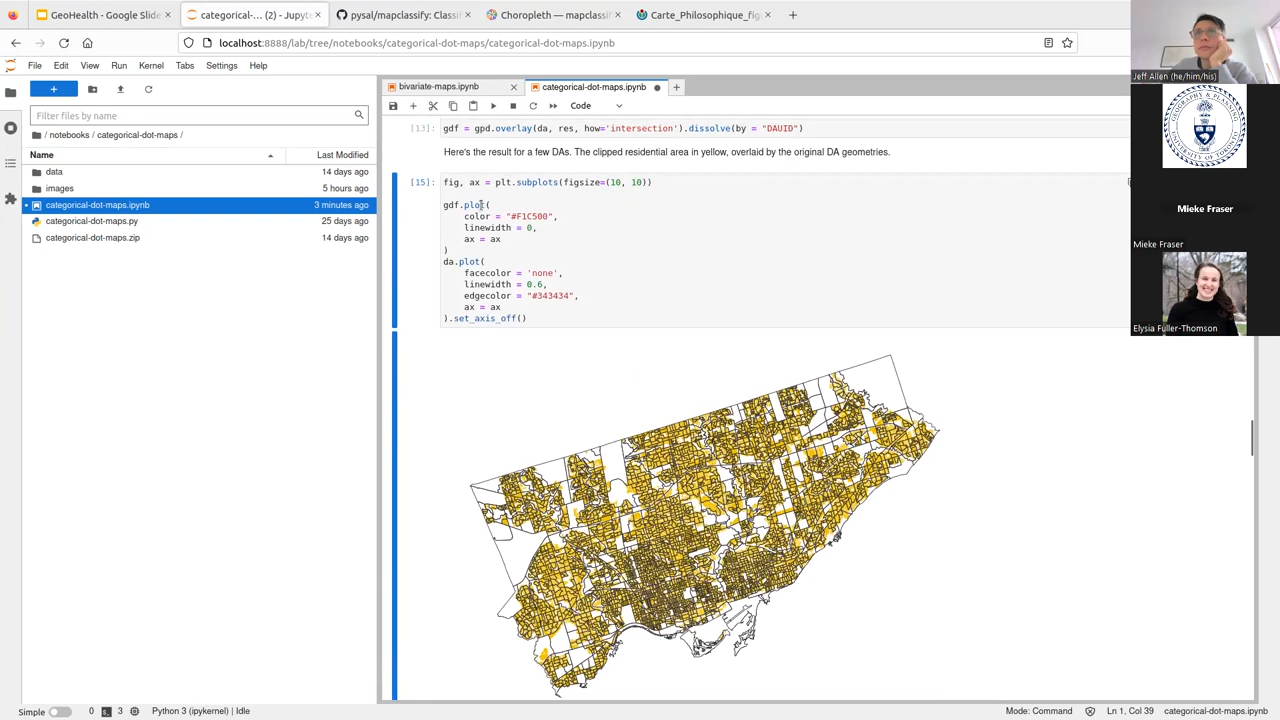 GeoHealth - Google Slide
categorical-... (2) - Jupyte
pysal/mapclassify: Classif
Choropleth — mapclassif
Carte_Philosophique_fig
localhost:8888/lab/tree/notebooks/categorical-dot-maps/categorical-dot-maps.ipynb
File Edit View Run Kernel Tabs Settings Help
Filter files by name
/ notebooks / categorical-dot-maps /
Name Last Modified
data 14 days ago
images 5 hours ago
categorical-dot-maps.ipynb 3 minutes ago
categorical-dot-maps.py 25 days ago
categorical-dot-maps.zip 14 days ago
bivariate-maps.ipynb
categorical-dot-maps.ipynb
Code
[13]: gdf = gpd.overlay(da, res, how='intersection').dissolve(by = "DAUID")
Here's the result for a few DAs. The clipped residential area in yellow, overlaid by the original DA geometries.
[15]: fig, ax = plt.subplots(figsize=(10, 10))
gdf.plot(
color = "#F1C500",
linewidth = 0,
ax = ax
)
da.plot(
facecolor = 'none',
linewidth = 0.6,
edgecolor = "#343434",
ax = ax
).set_axis_off()
Jeff Allen (he/him/his)
Mieke Fraser
Mieke Fraser
Elysia Fuller-Thomson
Simple 0 3 Python 3 (ipykernel) | Idle
Mode: Command Ln 1, Col 39 categorical-dot-maps.ipynb